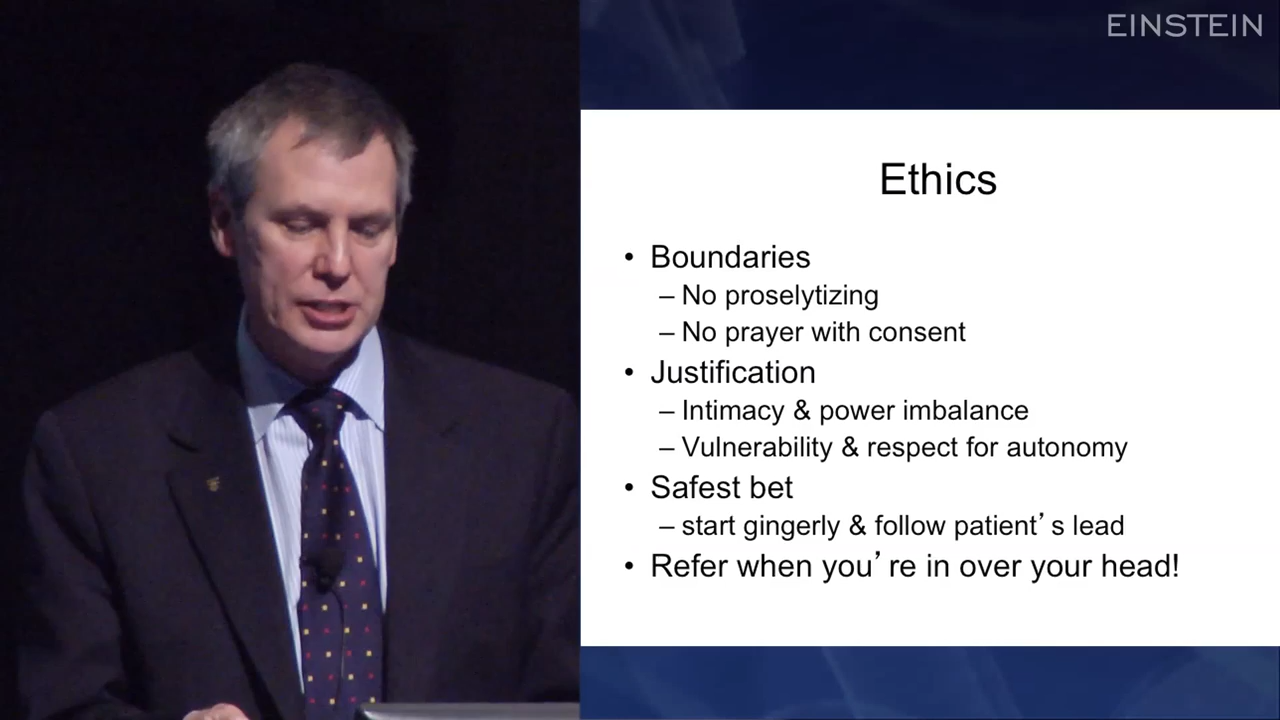 EINSTEIN
Ethics
• Boundaries
– No proselytizing
– No prayer with consent
• Justification
– Intimacy & power imbalance
– Vulnerability & respect for autonomy
• Safest bet
– start gingerly & follow patient’s lead
• Refer when you’re in over your head!